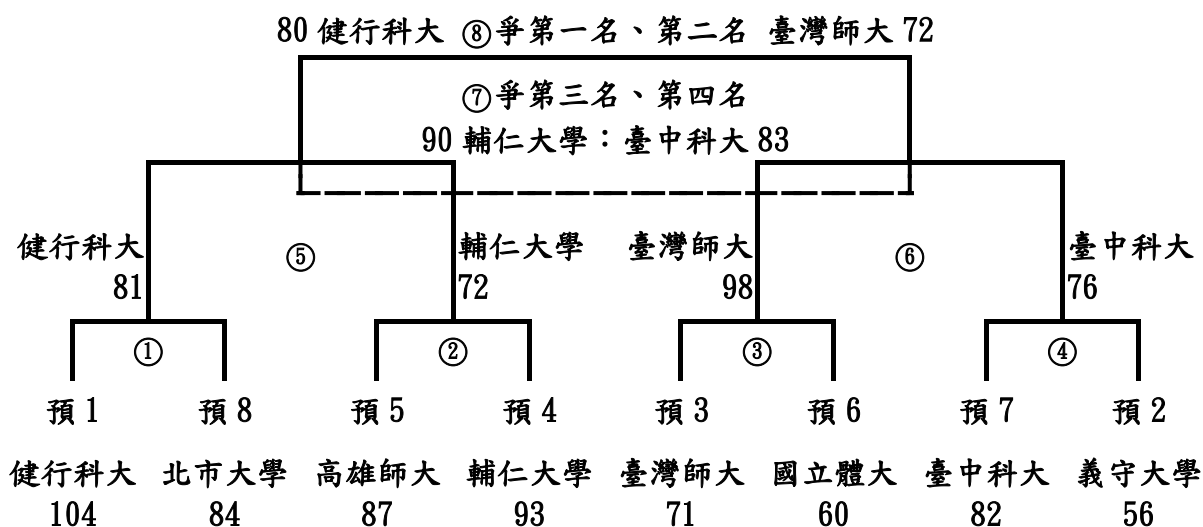 80 健行科大 ⑧爭第一名、第二名 臺灣師大 72
⑦爭第三名、第四名
90 輔仁大學：臺中科大 83
健行科大 ⑤ 輔仁大學 臺灣師大 ⑥ 臺中科大
81 72 98 76
① ② ③ ④
預 1 預 8 預 5 預 4 預 3 預 6 預 7 預 2
健行科大 北市大學 高雄師大 輔仁大學 臺灣師大 國立體大 臺中科大 義守大學
104 84 87 93 71 60 82 56